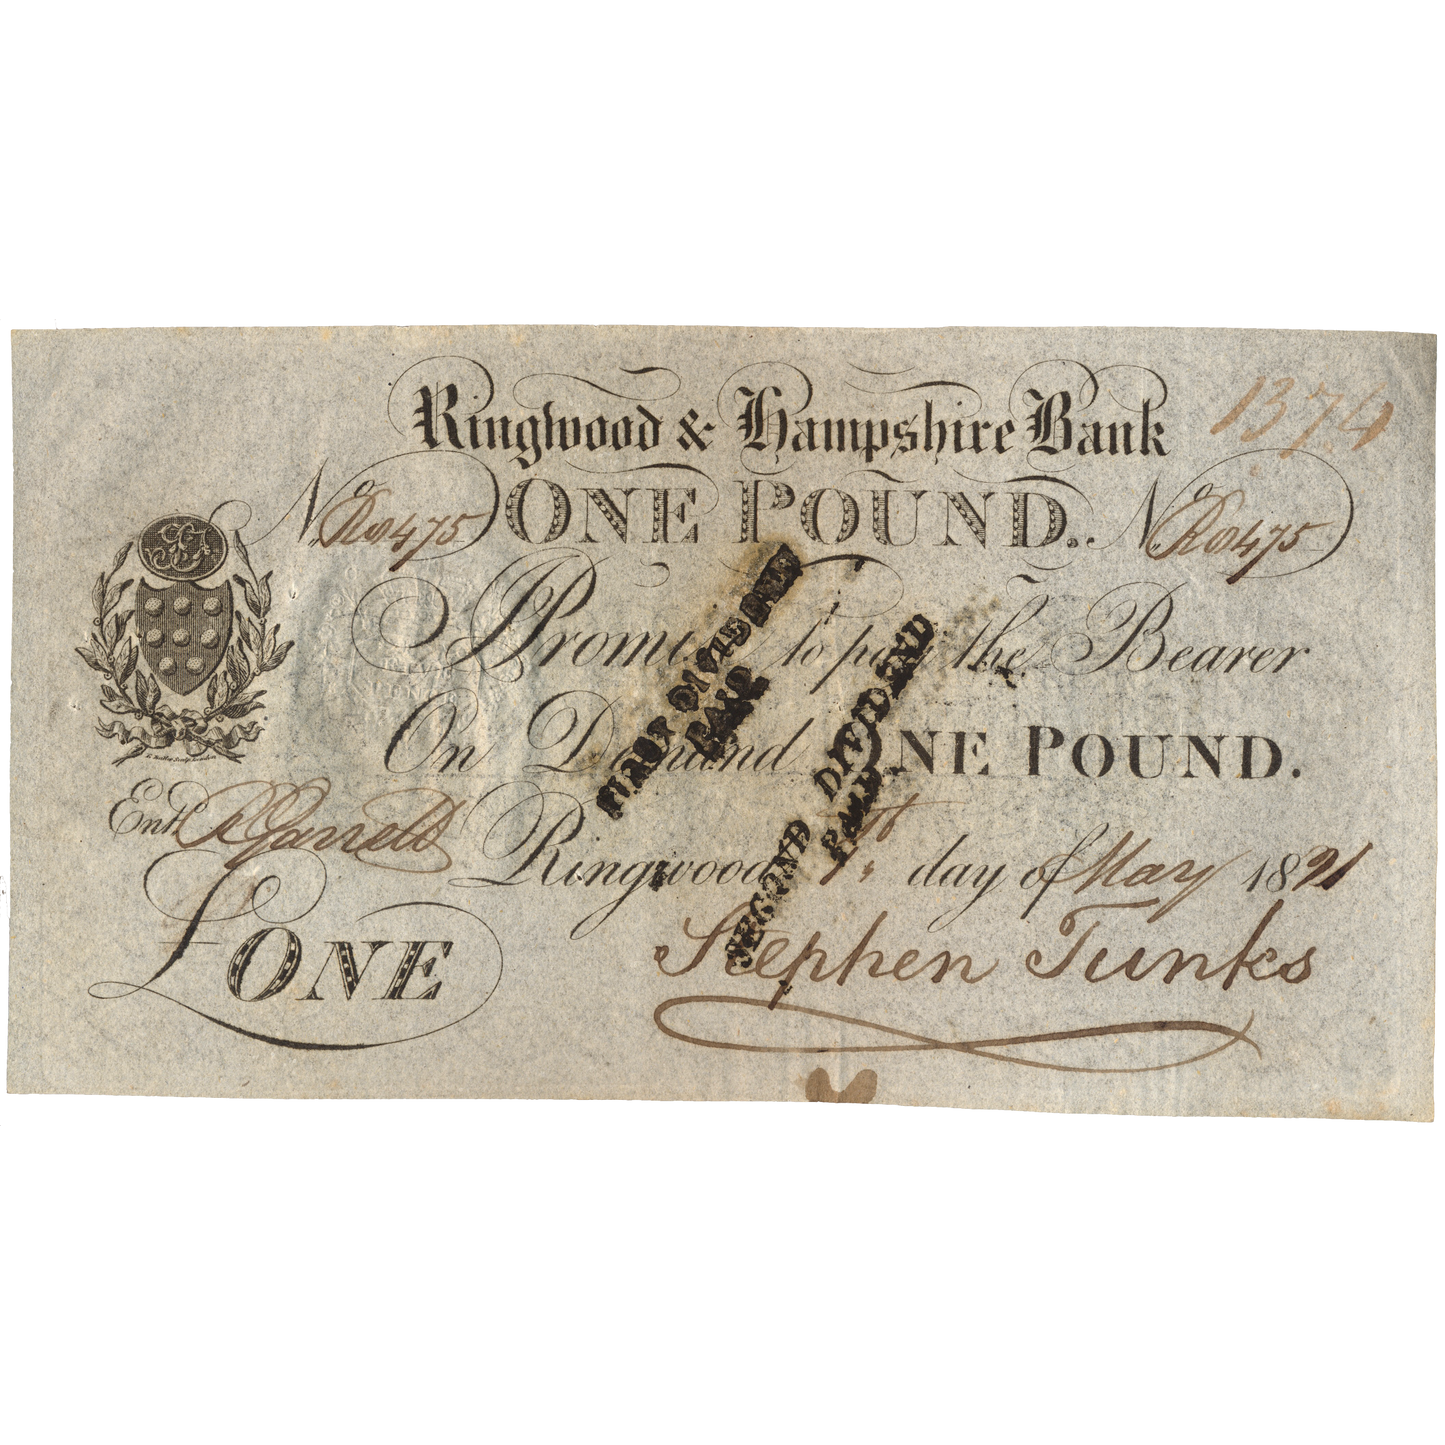 Ringwood & Hampshire Bank
1374
No. R0475 ONE POUND. No. R0475
I Promise to pay the Bearer
On Demand ONE POUND.
Entd. R Garrett Ringwood 7th day of May 1821
£ONE Stephen Tunks
FIRST DIVIDEND
PAID
SECOND DIVIDEND
PAID